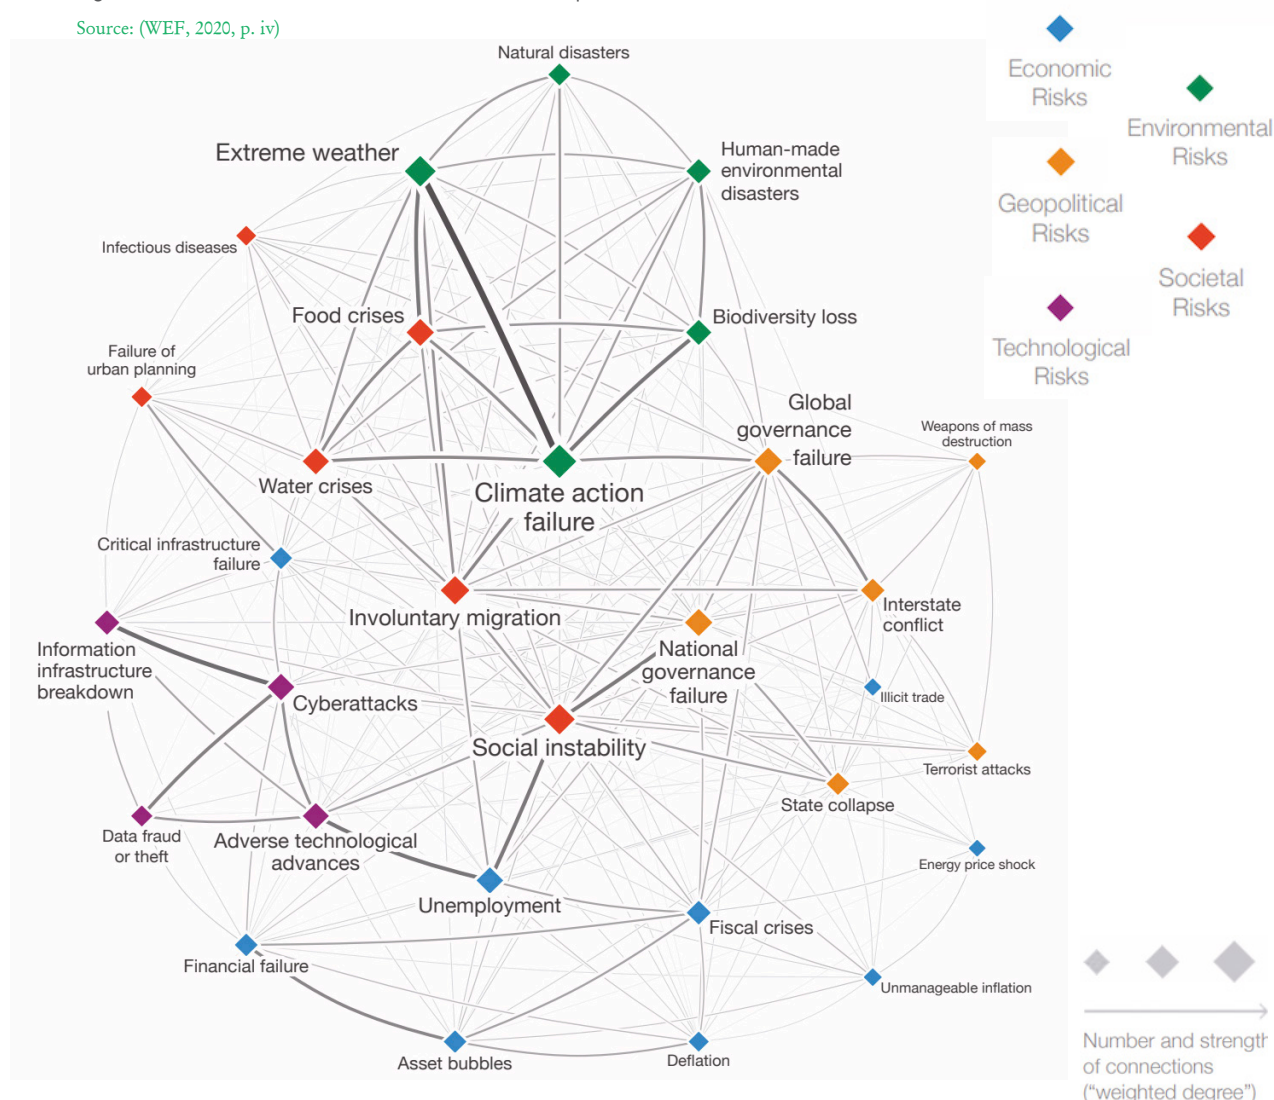 Source: (WEF, 2020, p. iv)
Natural disasters
Extreme weather
Human-made
environmental
disasters
Infectious diseases
Food crises
Biodiversity loss
Failure of
urban planning
Global
governance
failure
Weapons of mass
destruction
Water crises
Climate action
failure
Critical infrastructure
failure
Involuntary migration
Interstate
conflict
Information
infrastructure
breakdown
National
governance
failure
Cyberattacks
Illicit trade
Social instability
Terrorist attacks
State collapse
Data fraud
or theft
Adverse technological
advances
Energy price shock
Unemployment
Fiscal crises
Financial failure
Unmanageable inflation
Asset bubbles
Deflation
Economic
Risks
Environmental
Risks
Geopolitical
Risks
Societal
Risks
Technological
Risks
Number and strength
of connections
("weighted degree")